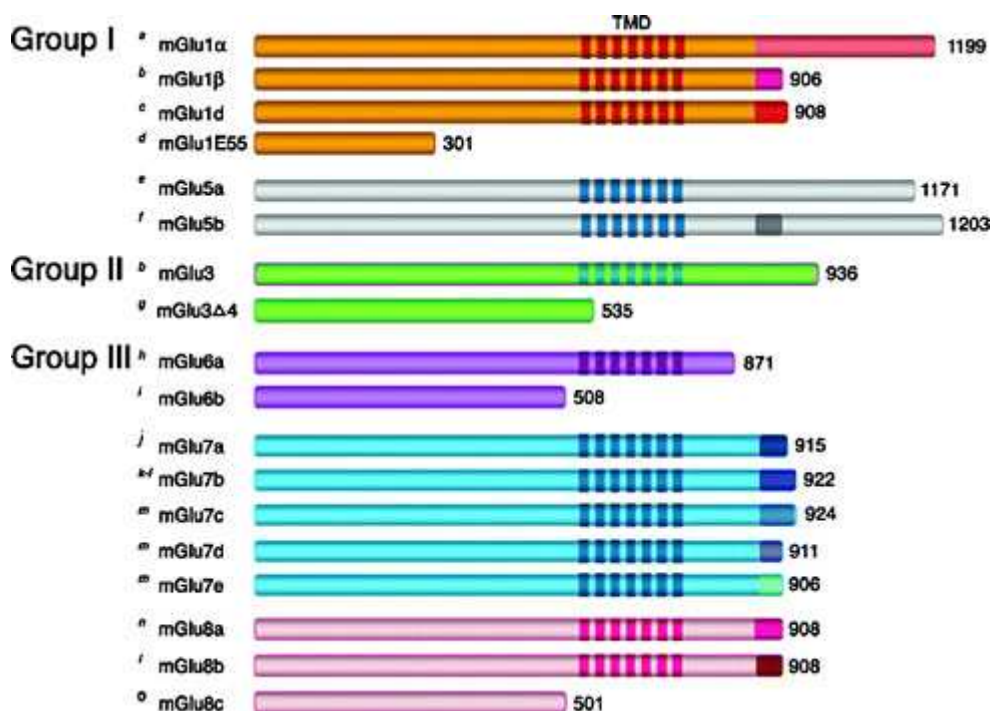 TMD
Group I a mGlu1α 1199
b mGlu1β 906
c mGlu1d 908
d mGlu1E55 301
e mGlu5a 1171
f mGlu5b 1203
Group II b mGlu3 936
g mGlu3Δ4 535
Group III h mGlu6a 871
i mGlu6b 508
j mGlu7a 915
k-l mGlu7b 922
m mGlu7c 924
m mGlu7d 911
m mGlu7e 906
n mGlu8a 908
l mGlu8b 908
o mGlu8c 501